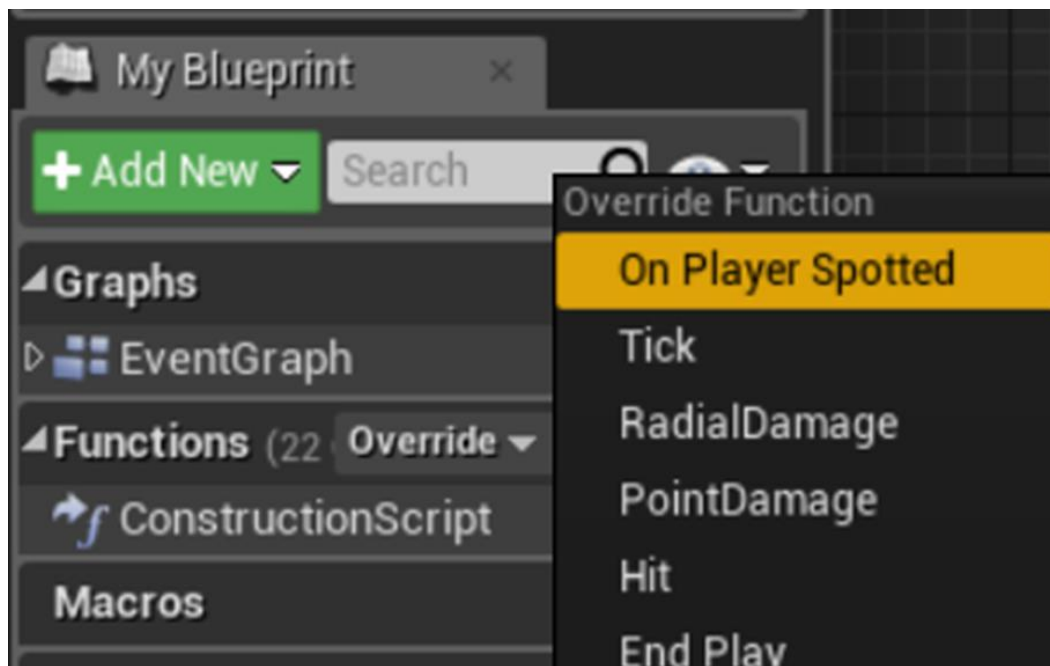 My Blueprint
Add New
Search
Graphs
EventGraph
Functions (22
Override
ConstructionScript
Macros
Override Function
On Player Spotted
Tick
RadialDamage
PointDamage
Hit
End Play